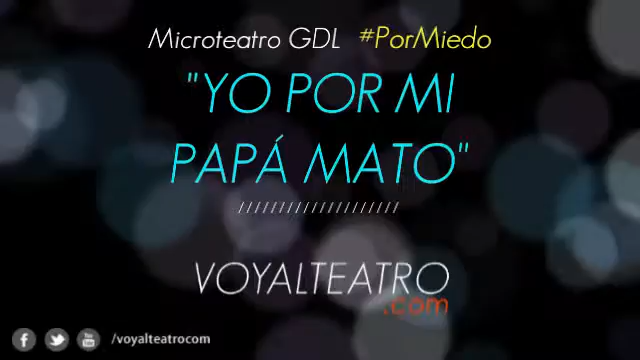 Microteatro GDL #PorMiedo
"YO POR MI
PAPÁ MATO"
////////////////////
VOYALTEATRO
.com
/voyalteatrocom